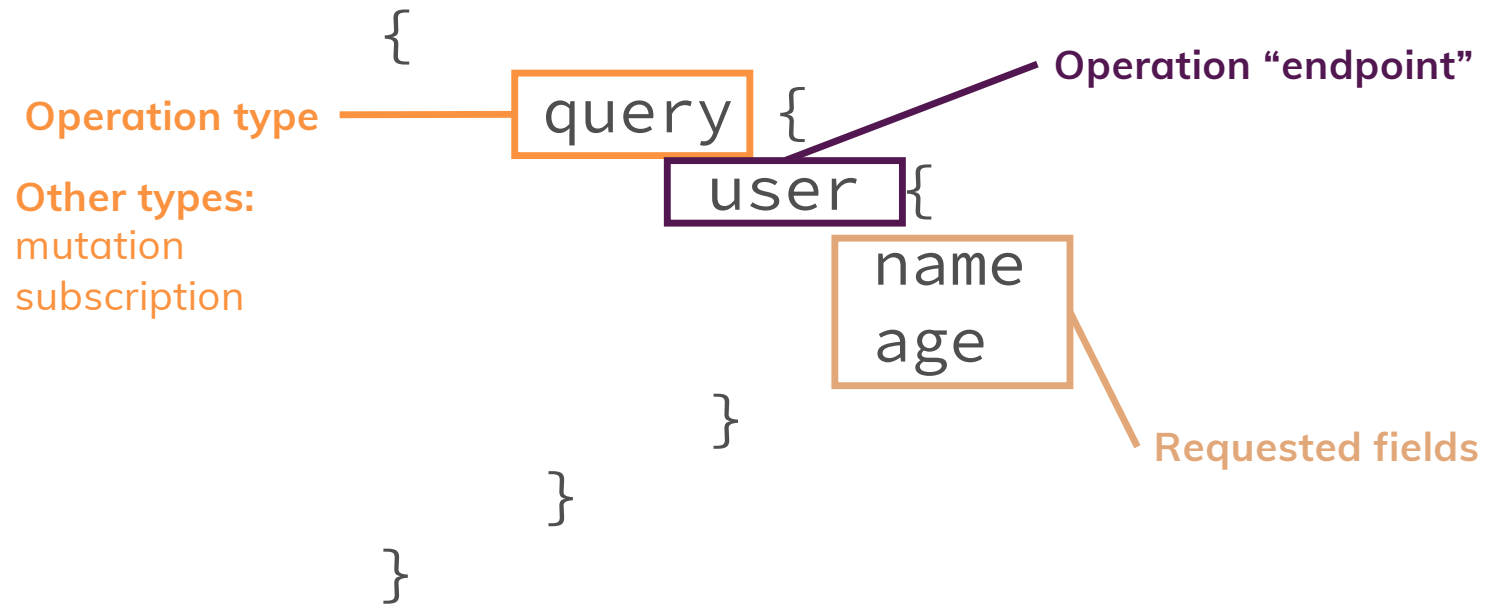 {
Operation “endpoint”
Operation type
query {
user {
Other types:
mutation
subscription
name
age
}
Requested fields
}
}